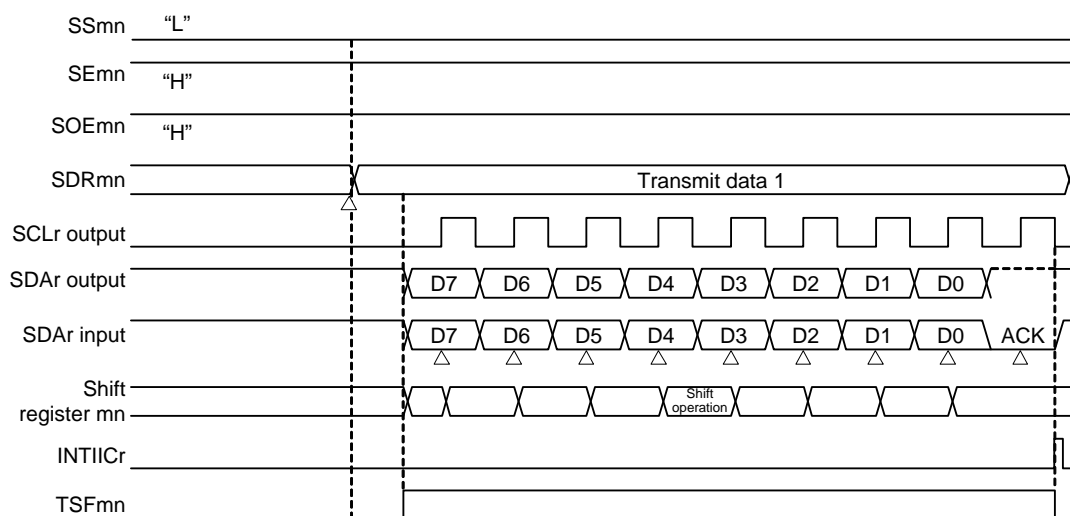 SSmn “L”
SEmn “H”
SOEmn “H”
SDRmn Transmit data 1
SCLr output
SDAr output D7 D6 D5 D4 D3 D2 D1 D0
SDAr input D7 D6 D5 D4 D3 D2 D1 D0 ACK
Shift
register mn
Shift
operation
INTIICr
TSFmn